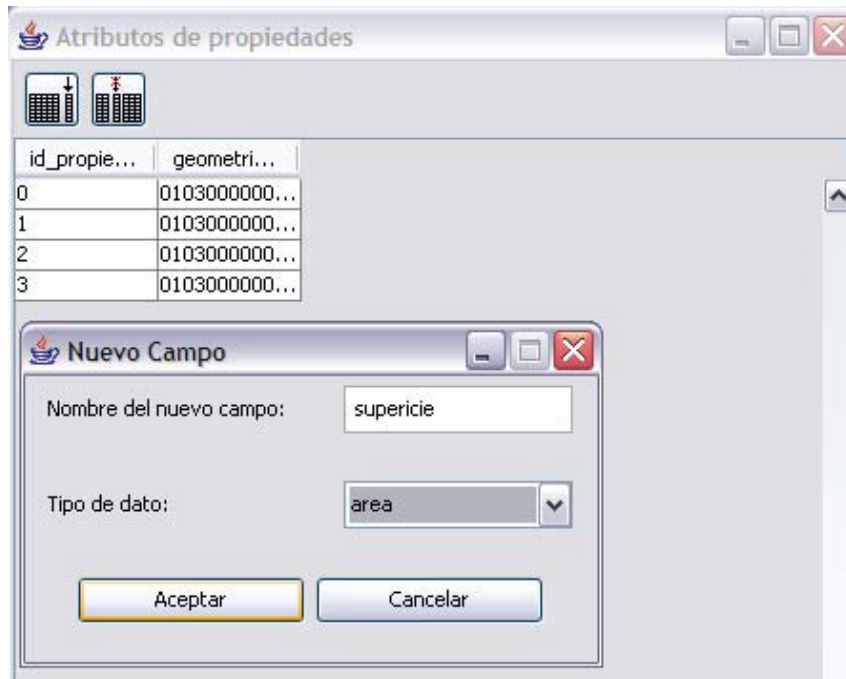 Atributos de propiedades
id_propie... geometri...
0 0103000000...
1 0103000000...
2 0103000000...
3 0103000000...
Nuevo Campo
Nombre del nuevo campo: supericie
Tipo de dato: area
Aceptar Cancelar